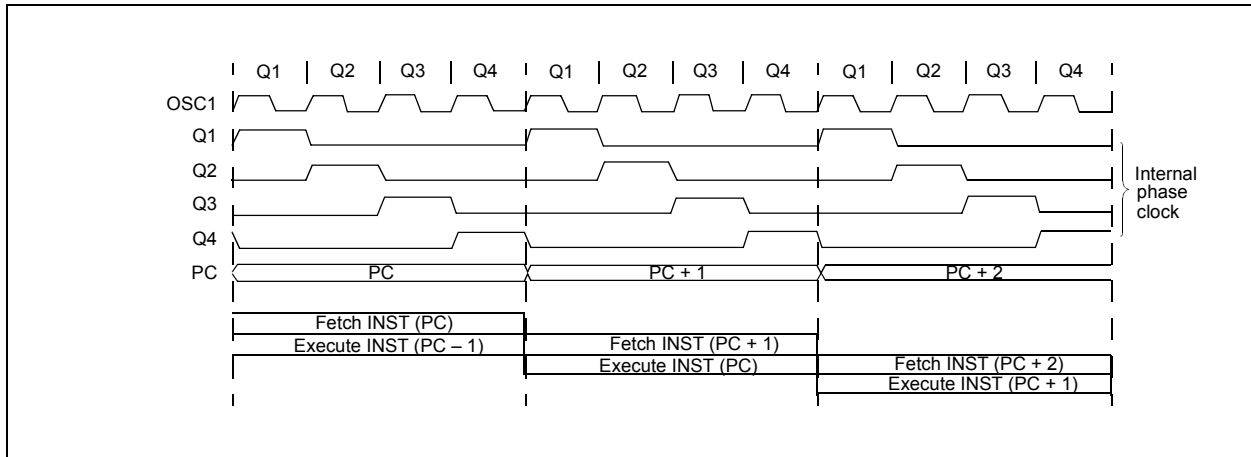 Q1 Q2 Q3 Q4 Q1 Q2 Q3 Q4 Q1 Q2 Q3 Q4
OSC1
Q1
Q2
Q3
Q4
Internal
phase
clock
PC PC PC + 1 PC + 2
Fetch INST (PC)
Execute INST (PC – 1) Fetch INST (PC + 1)
Execute INST (PC) Fetch INST (PC + 2)
Execute INST (PC + 1)